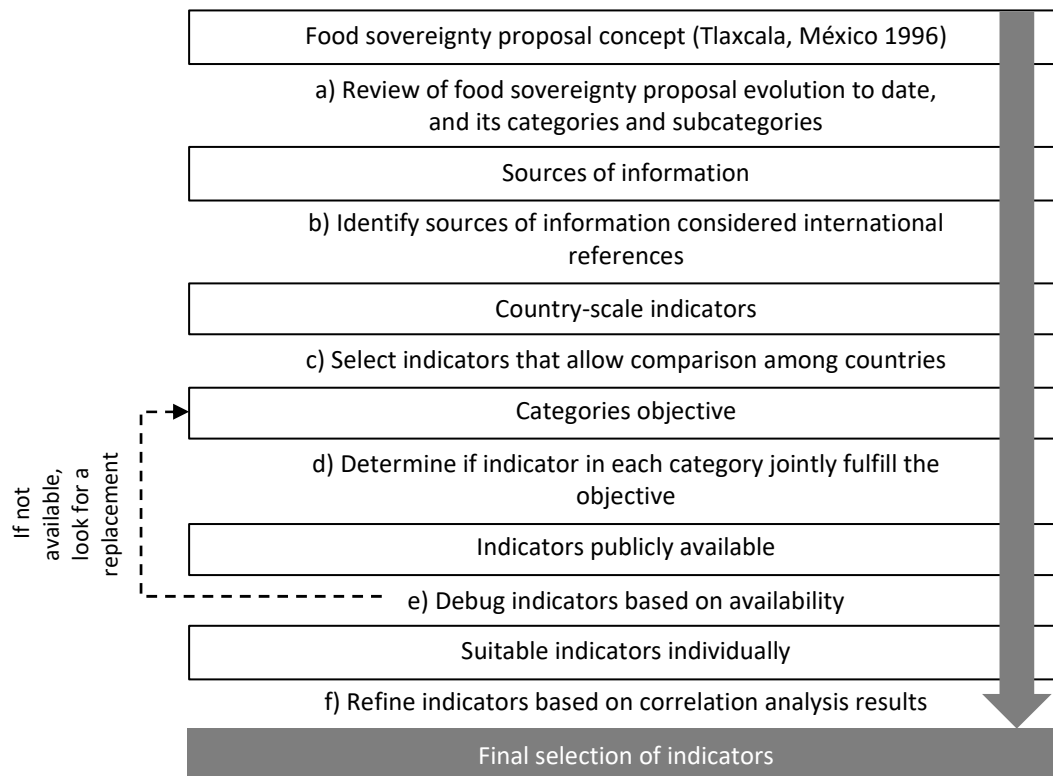 Food sovereignty proposal concept (Tlaxcala, México 1996)
a) Review of food sovereignty proposal evolution to date,
and its categories and subcategories
Sources of information
b) Identify sources of information considered international
references
Country-scale indicators
c) Select indicators that allow comparison among countries
Categories objective
d) Determine if indicator in each category jointly fulfill the
objective
Indicators publicly available
e) Debug indicators based on availability
If not
available,
look for a
replacement
Suitable indicators individually
f) Refine indicators based on correlation analysis results
Final selection of indicators